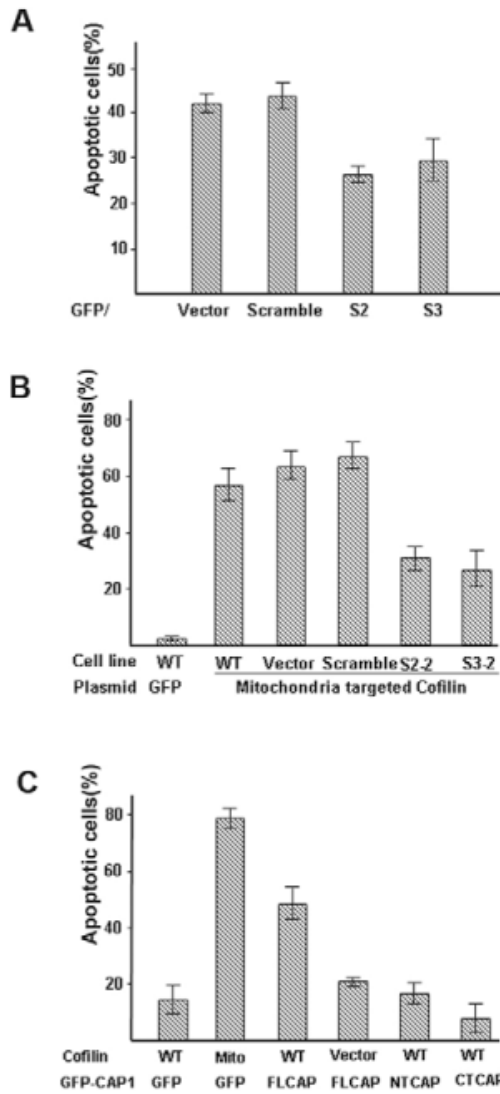 A
Apoptotic cells(%)
50
40
30
20
10
GFP/ Vector Scramble S2 S3
B
Apoptotic cells(%)
80
60
40
20
Cell line WT WT Vector Scramble S2-2 S3-2
Plasmid GFP Mitochondria targeted Cofilin
C
Apoptotic cells(%)
80
60
40
20
Cofilin WT Mito WT Vector WT WT
GFP-CAP1 GFP GFP FLCAP FLCAP NTCAP CTCAP